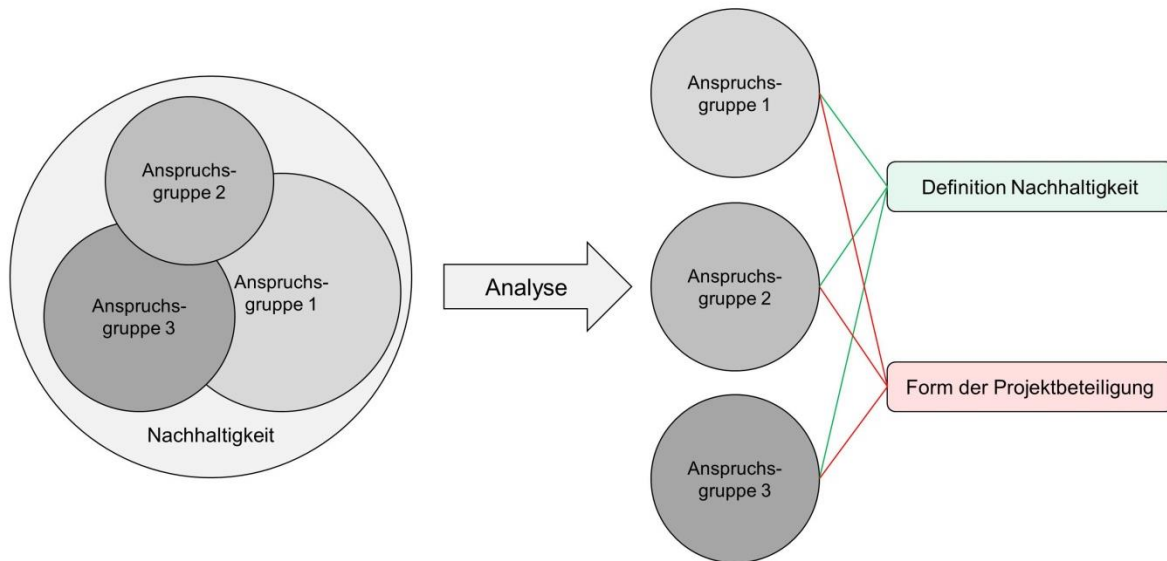 Anspruchs-
gruppe 2
Anspruchs-
gruppe 1
Anspruchs-
gruppe 3
Nachhaltigkeit
Analyse
Anspruchs-
gruppe 1
Anspruchs-
gruppe 2
Anspruchs-
gruppe 3
Definition Nachhaltigkeit
Form der Projektbeteiligung